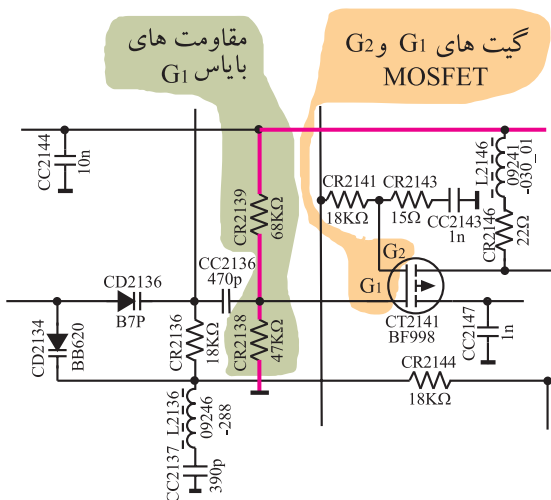 مقاومت های
بایاس G1
گیت های G1 و G2
MOSFET
CC2144
10n
CR2139
68KΩ
CR2141
18KΩ
CR2143
15Ω
CC2143
1n
L2146
09241
-030_01
CR2146
22Ω
G2
G1
CD2136
B7P
CC2136
470p
CT2141
BF998
CD2134
BB620
CR2136
18KΩ
CR2138
47KΩ
CC2147
1n
CR2144
18KΩ
L2136
09246
-288
CC2137
390p